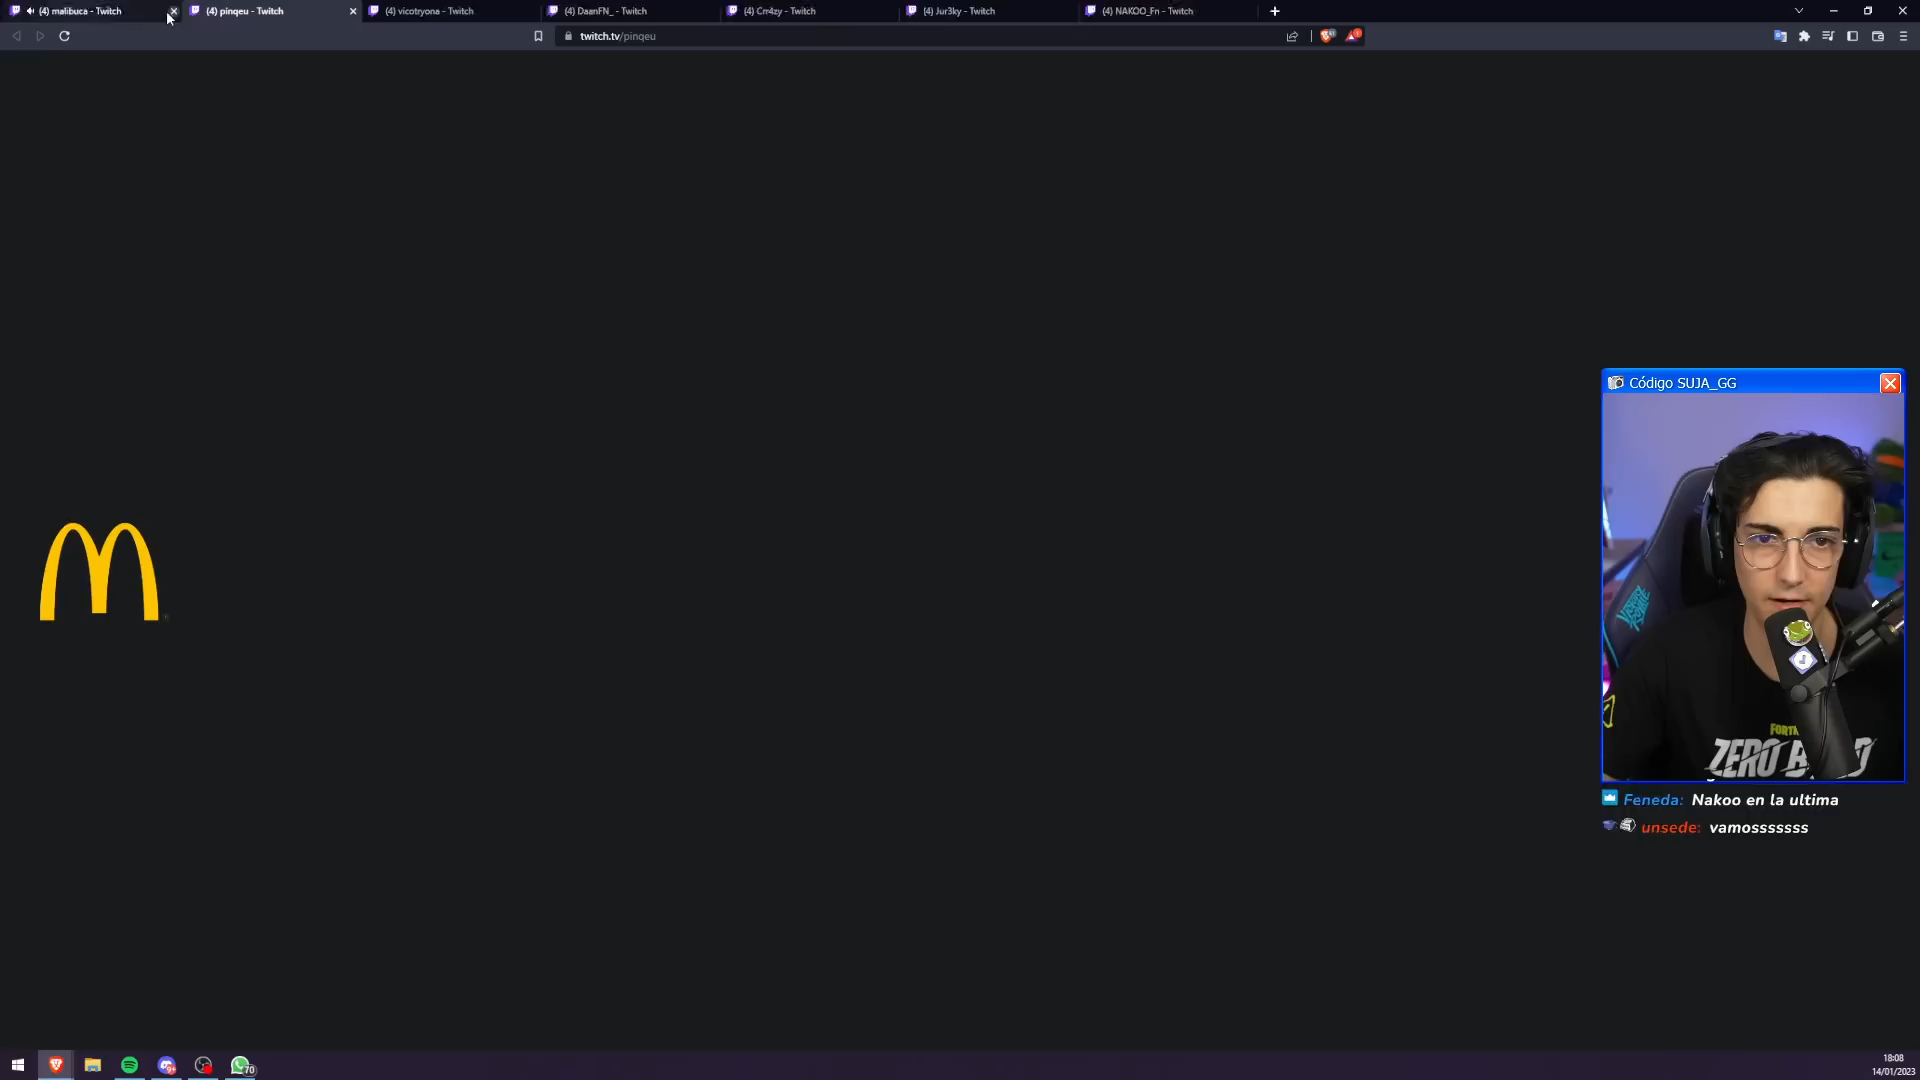 (4) malibuca - Twitch
(4) pinqeu - Twitch
(4) vicotryona - Twitch
(4) DaanFN_ - Twitch
(4) Crr4zy - Twitch
(4) Jur3ky - Twitch
(4) NAKOO_Fn - Twitch
twitch.tv/pinqeu
Código SUJA_GG
ZERO B
Feneda: Nakoo en la ultima
unsede: vamosssssss
70
18:08
14/01/2023